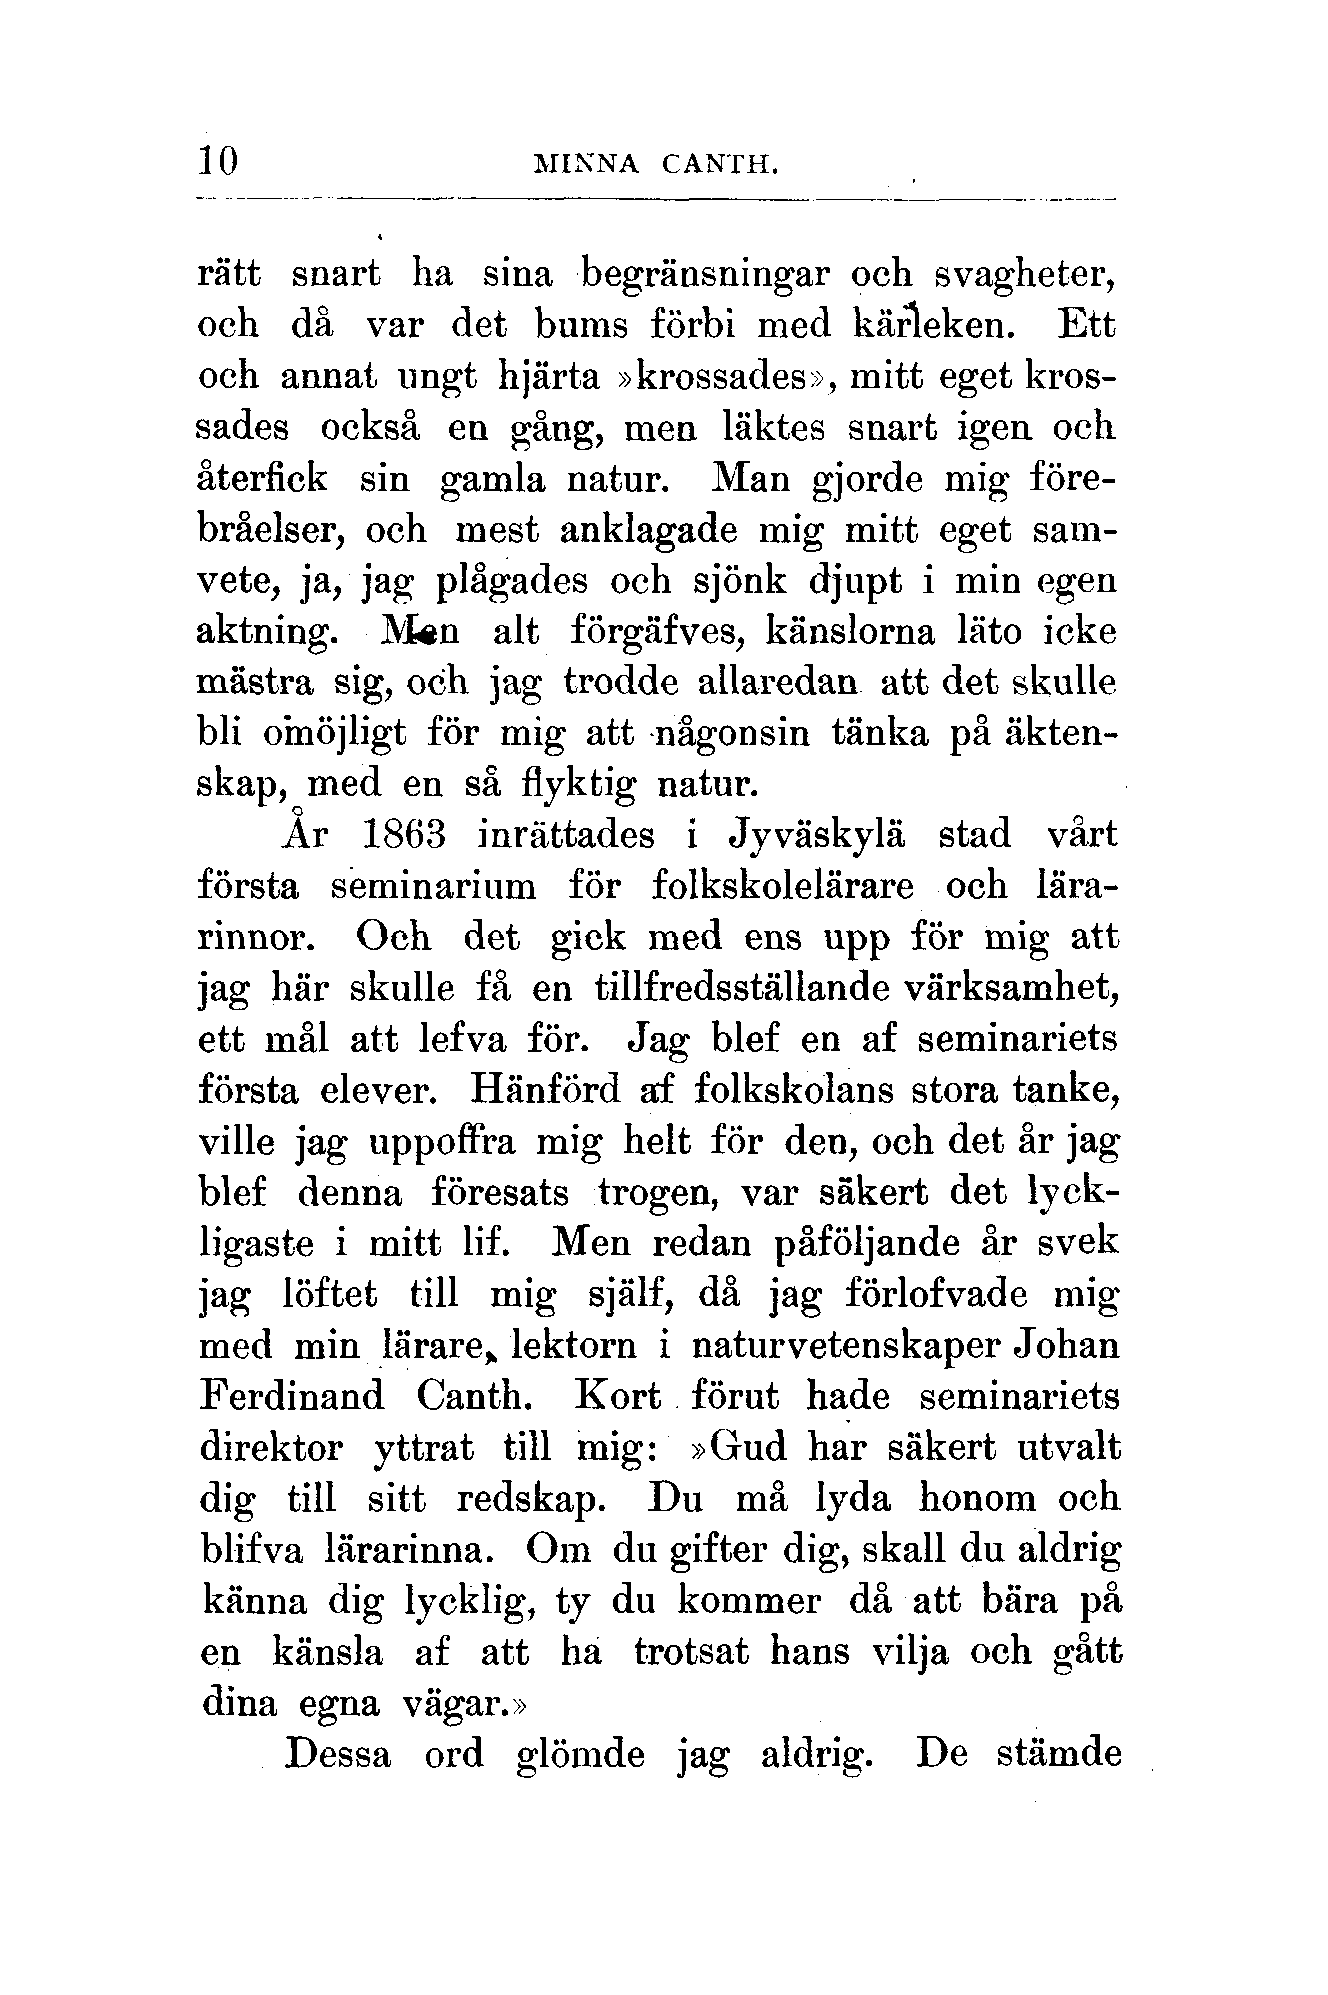 10 MINNA CANTH.
rätt snart ha sina begränsningar och svagheter,
och då var det bums förbi med kärleken. Ett
och annat ungt hjärta »krossades», mitt eget kros-
sades också en gång, men läktes snart igen och
återfick sin gamla natur. Man gjorde mig före-
bråelser, och mest anklagade mig mitt eget sam-
vete, ja, jag plågades och sjönk djupt i min egen
aktning. Men alt förgäfves, känslorna läto icke
mästra sig, och jag trodde allaredan att det skulle
bli omöjligt för mig att någonsin tänka på äkten-
skap, med en så flyktig natur.
År 1863 inrättades i Jyväskylä stad vårt
första seminarium för folkskolelärare och lära-
rinnor. Och det gick med ens upp för mig att
jag här skulle få en tillfredsställande värksamhet,
ett mål att lefva för. Jag blef en af seminariets
första elever. Hänförd af folkskolans stora tanke,
ville jag uppoffra mig helt för den, och det år jag
blef denna föresats trogen, var säkert det lyck-
ligaste i mitt lif. Men redan påföljande år svek
jag löftet till mig själf, då jag förlofvade mig
med min lärare, lektorn i naturvetenskaper Johan
Ferdinand Canth. Kort förut hade seminariets
direktor yttrat till mig: »Gud har säkert utvalt
dig till sitt redskap. Du må lyda honom och
blifva lärarinna. Om du gifter dig, skall du aldrig
känna dig lycklig, ty du kommer då att bära på
en känsla af att ha trotsat hans vilja och gått
dina egna vägar.»
Dessa ord glömde jag aldrig. De stämde